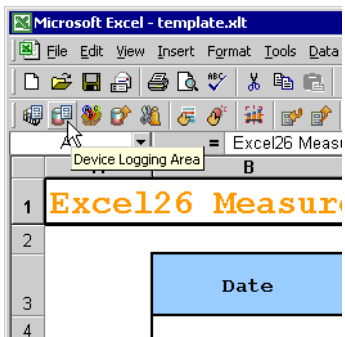 Microsoft Excel - template.xlt
File Edit View Insert Format Tools Data
ABC
= Excel26 Measu
Device Logging Area
B
1 Excel26 Measur
2
Date
3
4